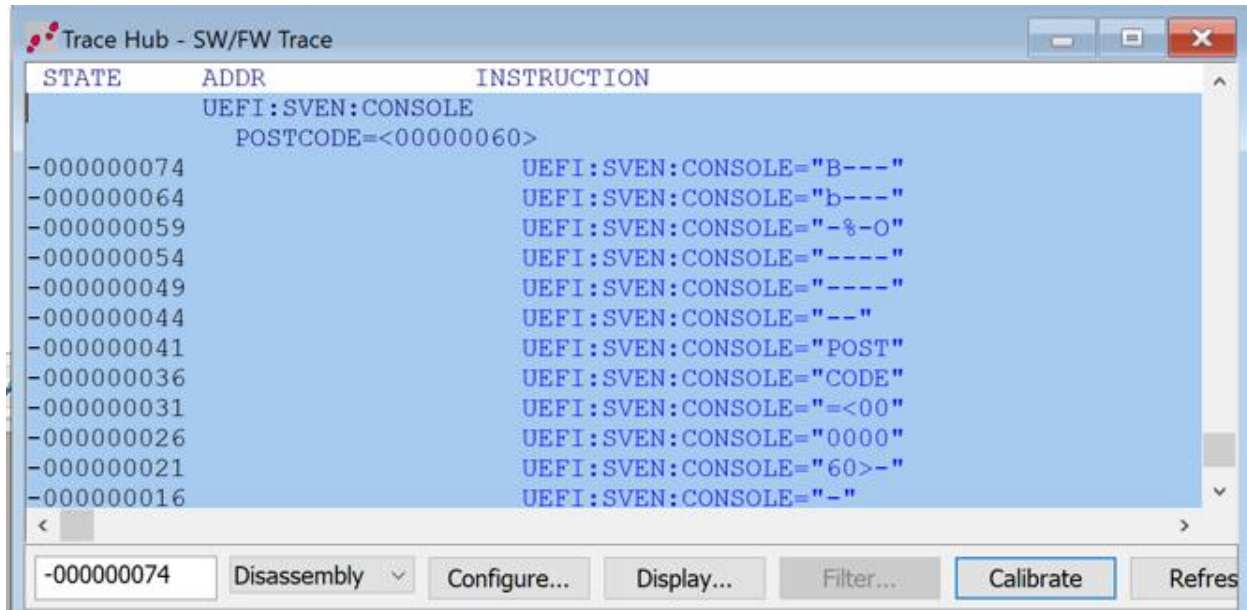 Trace Hub - SW/FW Trace
STATE ADDR INSTRUCTION
UEFI:SVEN:CONSOLE
POSTCODE=<00000060>
-000000074 UEFI:SVEN:CONSOLE="B---"
-000000064 UEFI:SVEN:CONSOLE="b---"
-000000059 UEFI:SVEN:CONSOLE="-%-O"
-000000054 UEFI:SVEN:CONSOLE="----"
-000000049 UEFI:SVEN:CONSOLE="----"
-000000044 UEFI:SVEN:CONSOLE="--"
-000000041 UEFI:SVEN:CONSOLE="POST"
-000000036 UEFI:SVEN:CONSOLE="CODE"
-000000031 UEFI:SVEN:CONSOLE="=<00"
-000000026 UEFI:SVEN:CONSOLE="0000"
-000000021 UEFI:SVEN:CONSOLE="60>-"
-000000016 UEFI:SVEN:CONSOLE="-"
-000000074 Disassembly Configure... Display... Filter... Calibrate Refres